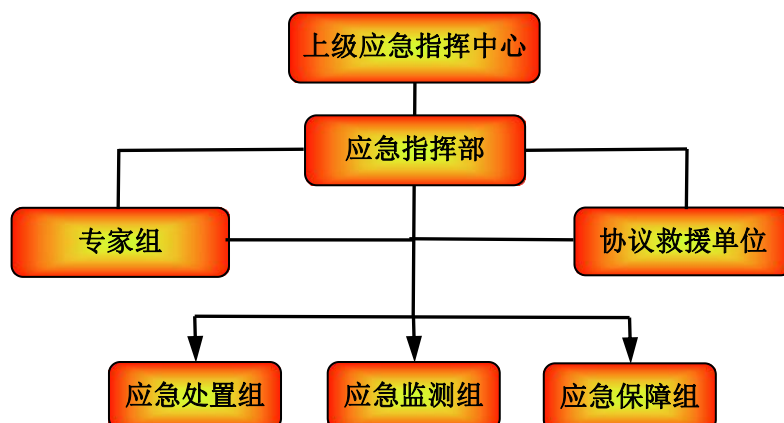 上级应急指挥中心
应急指挥部
专家组
协议救援单位
应急处置组
应急监测组
应急保障组